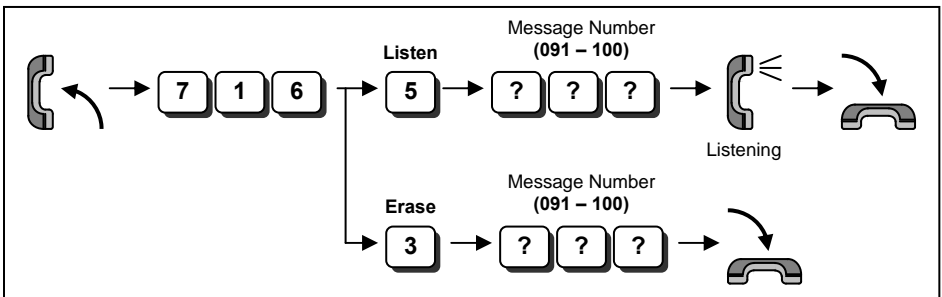 Message Number
(091 – 100)
Listen
7 1 6 5 ? ? ?
Listening
Message Number
(091 – 100)
Erase
3 ? ? ?